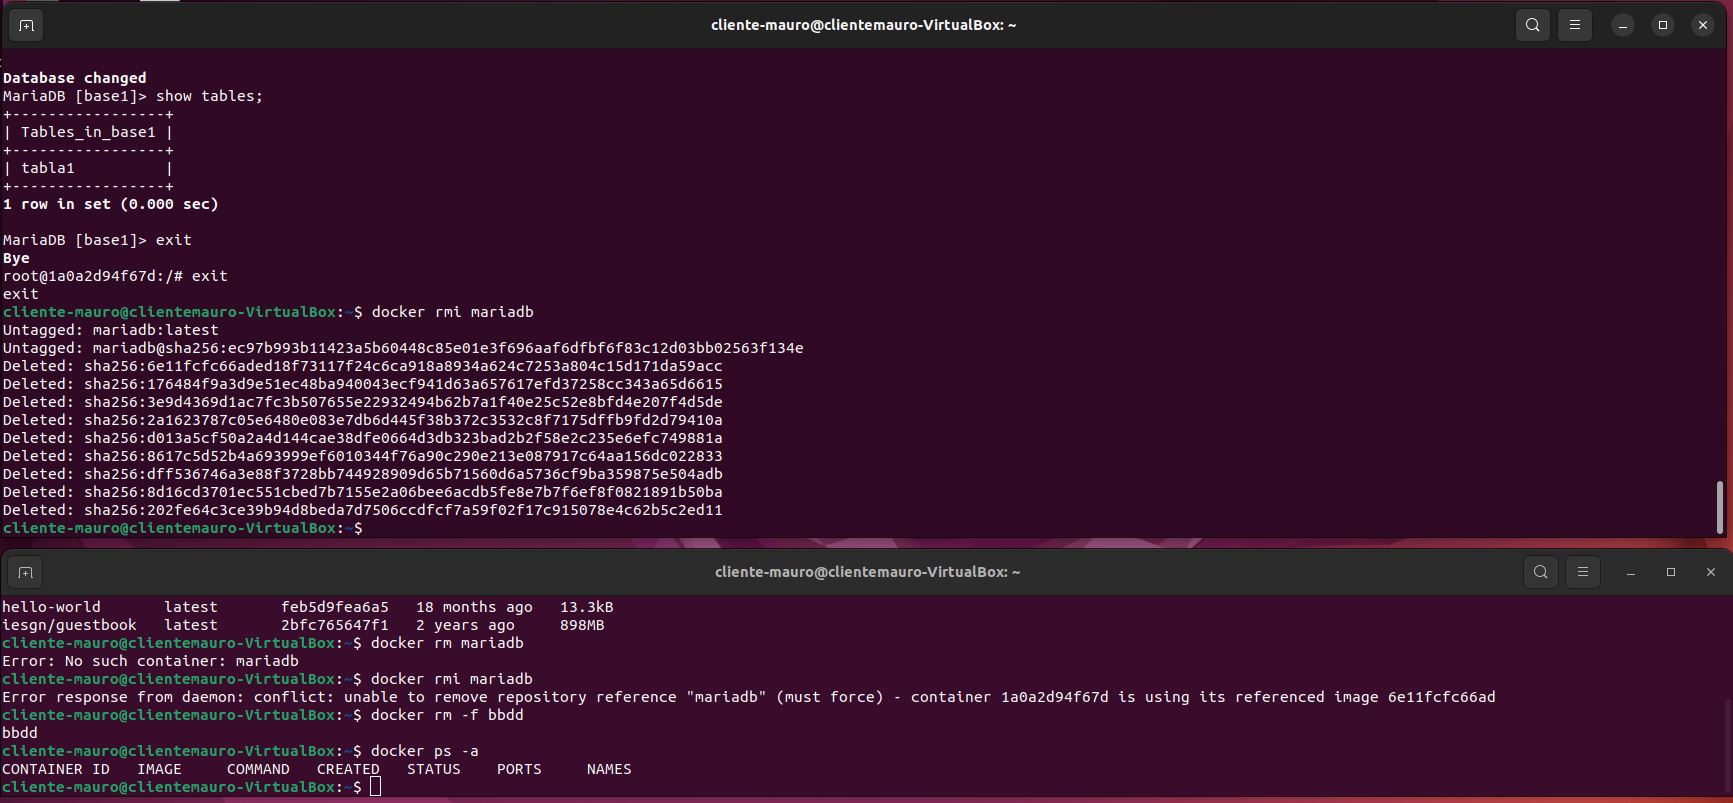 cliente-mauro@clientemauro-VirtualBox: ~
Database changed
MariaDB [base1]> show tables;
+-----------------+
| Tables_in_base1 |
+-----------------+
| tabla1          |
+-----------------+
1 row in set (0.000 sec)
MariaDB [base1]> exit
Bye
root@1a0a2d94f67d:/# exit
exit
cliente-mauro@clientemauro-VirtualBox:~$ docker rmi mariadb
Untagged: mariadb:latest
Untagged: mariadb@sha256:ec97b993b11423a5b60448c85e01e3f696aaf6dfbf6f83c12d03bb02563f134e
Deleted: sha256:6e11fcfc66aded18f73117f24c6ca918a8934a624c7253a804c15d171da59acc
Deleted: sha256:176484f9a3d9e51ec48ba940043ecf941d63a657617efd37258cc343a65d6615
Deleted: sha256:3e9d4369d1ac7fc3b507655e22932494b62b7a1f40e25c52e8bfd4e207f4d5de
Deleted: sha256:2a1623787c05e6480e083e7db6d445f38b372c3532c8f7175dffb9fd2d79410a
Deleted: sha256:d013a5cf50a2a4d144cae38dfe0664d3db323bad2b2f58e2c235e6efc749881a
Deleted: sha256:8617c5d52b4a693999ef6010344f76a90c290e213e087917c64aa156dc022833
Deleted: sha256:dff536746a3e88f3728bb744928909d65b71560d6a5736cf9ba359875e504adb
Deleted: sha256:8d16cd3701ec551cbed7b7155e2a06bee6acdb5fe8e7b7f6ef8f0821891b50ba
Deleted: sha256:202fe64c3ce39b94d8beda7d7506ccdfcf7a59f02f17c915078e4c62b5c2ed11
cliente-mauro@clientemauro-VirtualBox:~$
cliente-mauro@clientemauro-VirtualBox: ~
hello-world       latest       feb5d9fea6a5   18 months ago   13.3kB
iesgn/guestbook   latest       2bfc765647f1   2 years ago     898MB
cliente-mauro@clientemauro-VirtualBox:~$ docker rm mariadb
Error: No such container: mariadb
cliente-mauro@clientemauro-VirtualBox:~$ docker rmi mariadb
Error response from daemon: conflict: unable to remove repository reference "mariadb" (must force) - container 1a0a2d94f67d is using its referenced image 6e11fcfc66ad
cliente-mauro@clientemauro-VirtualBox:~$ docker rm -f bbdd
bbdd
cliente-mauro@clientemauro-VirtualBox:~$ docker ps -a
CONTAINER ID   IMAGE     COMMAND   CREATED   STATUS    PORTS     NAMES
cliente-mauro@clientemauro-VirtualBox:~$